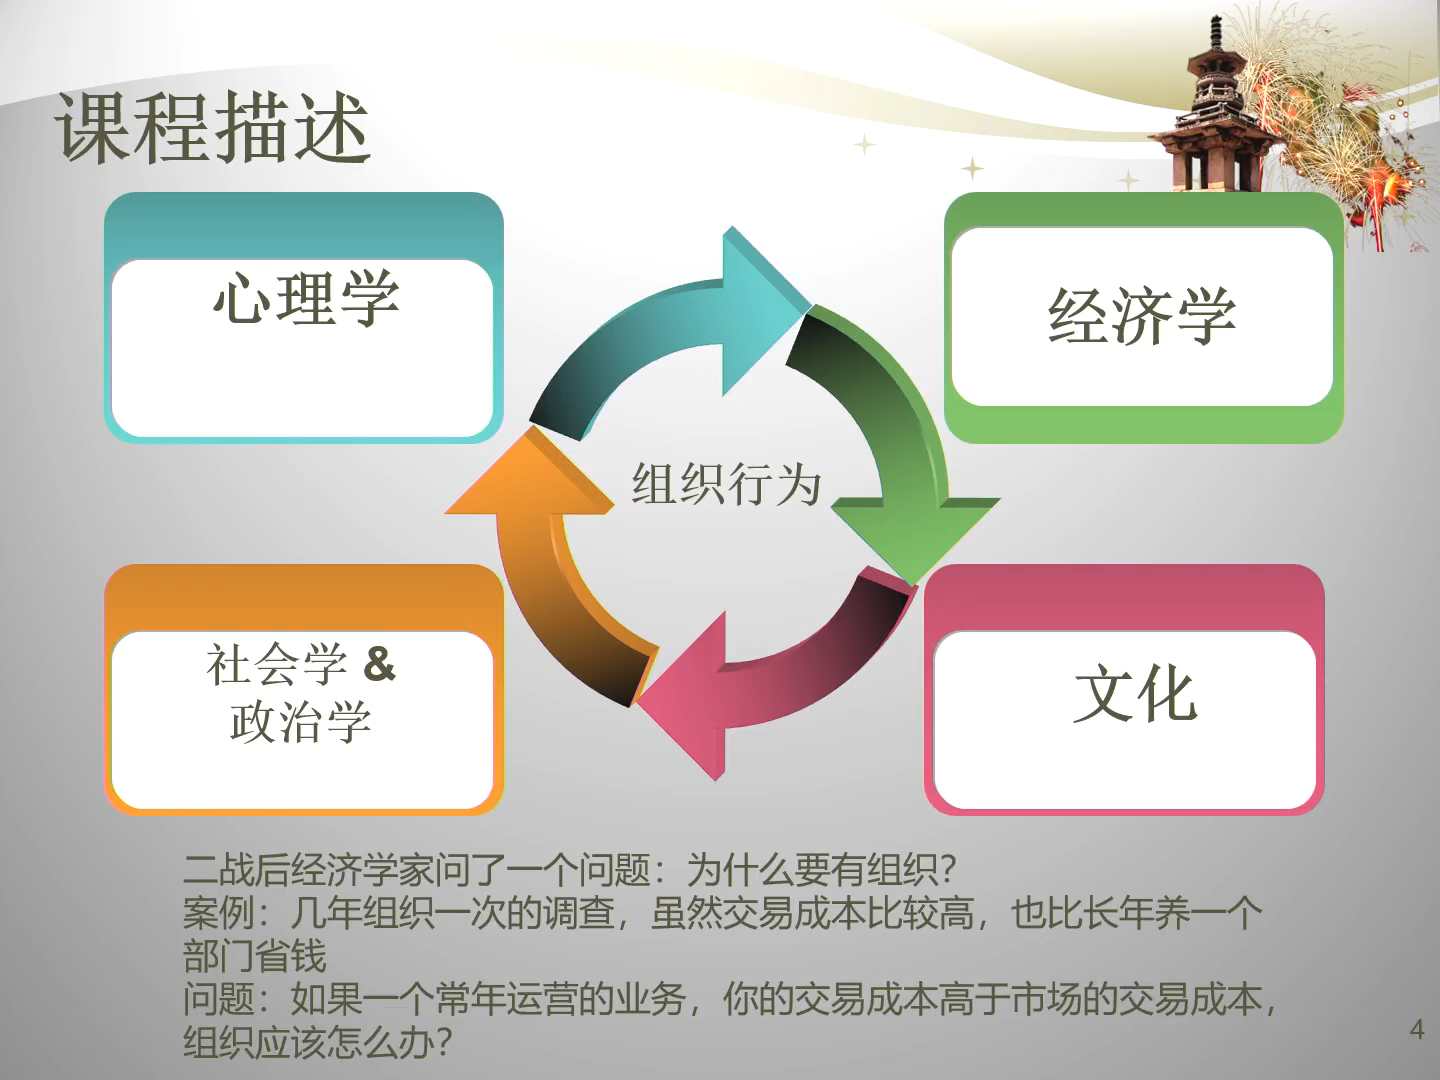 课程描述
心理学
经济学
组织行为
社会学 &
政治学
文化
二战后经济学家问了一个问题：为什么要有组织？
案例：几年组织一次的调查，虽然交易成本比较高，也比长年养一个
部门省钱
问题：如果一个常年运营的业务，你的交易成本高于市场的交易成本，
组织应该怎么办？
4